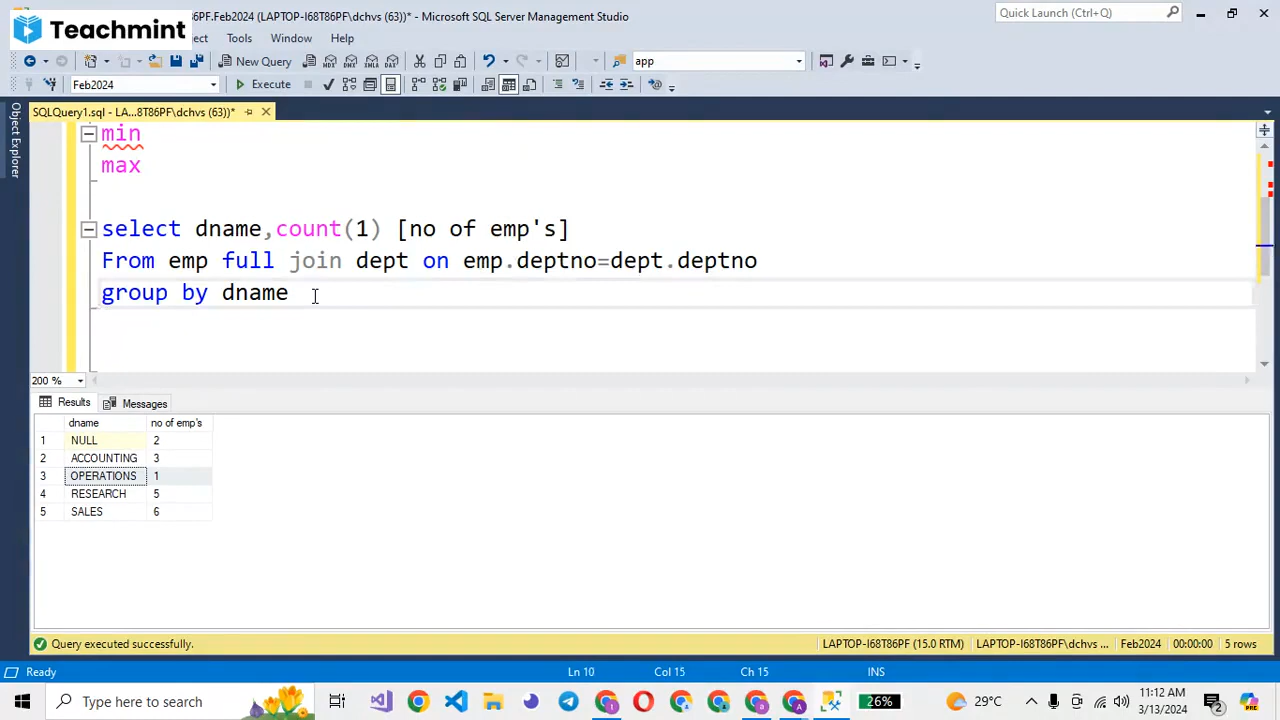 PF.Feb2024 (LAPTOP-I68T86PF\dchvs (63))* - Microsoft SQL Server Management Studio
Quick Launch (Ctrl+Q)
Teachmint
ect Tools Window Help
New Query
app
Feb2024
Execute
SQLQuery1.sql - LA...8T86PF\dchvs (63))*
Object Explorer
min
max
select dname,count(1) [no of emp's]
From emp full join dept on emp.deptno=dept.deptno
group by dname
200 %
Results Messages
dname no of emp's
1 NULL 2
2 ACCOUNTING 3
3 OPERATIONS 1
4 RESEARCH 5
5 SALES 6
Query executed successfully.
LAPTOP-I68T86PF (15.0 RTM) LAPTOP-I68T86PF\dchvs ... Feb2024 00:00:00 5 rows
Ready
Ln 10 Col 15 Ch 15 INS
Type here to search
26%
29°C
11:12 AM
3/13/2024
2